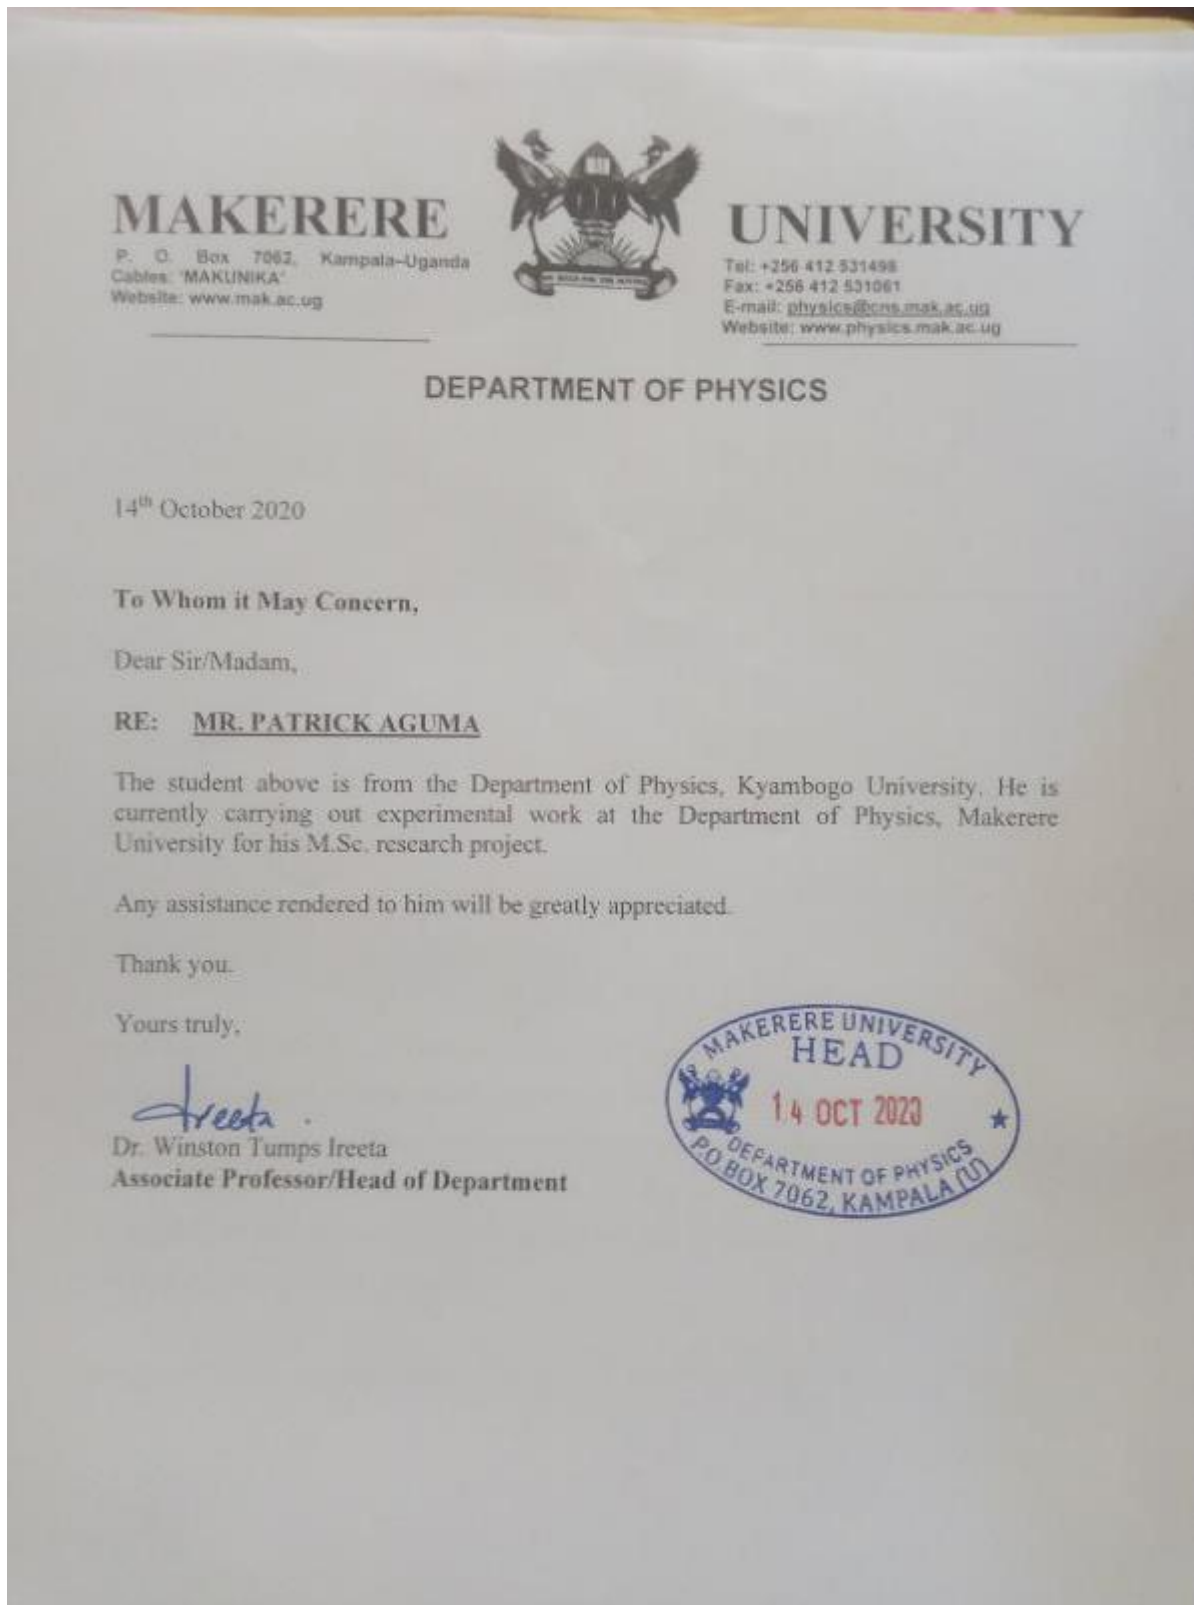 MAKERERE UNIVERSITY
P. O. Box 7062, Kampala–Uganda
Cables: 'MAKUNIKA'
Website: www.mak.ac.ug
Tel: +256 412 531498
Fax: +256 412 531061
E-mail: physics@cns.mak.ac.ug
Website: www.physics.mak.ac.ug
DEPARTMENT OF PHYSICS
14th October 2020
To Whom it May Concern,
Dear Sir/Madam,
RE: MR. PATRICK AGUMA
The student above is from the Department of Physics, Kyambogo University. He is
currently carrying out experimental work at the Department of Physics, Makerere
University for his M.Sc. research project.
Any assistance rendered to him will be greatly appreciated.
Thank you.
Yours truly,
Ireeta
Dr. Winston Tumps Ireeta
Associate Professor/Head of Department
MAKERERE UNIVERSITY
HEAD
14 OCT 2020
DEPARTMENT OF PHYSICS
P.O BOX 7062, KAMPALA (U)